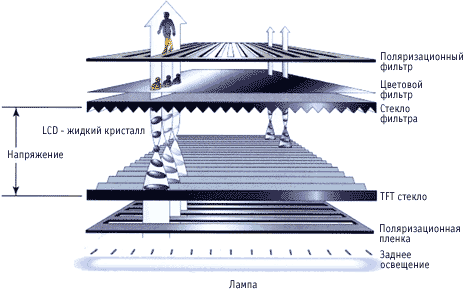 Поляризационный
фильтр
Цветовой
фильтр
Стекло
фильтра
LCD - жидкий кристалл
Напряжение
TFT стекло
Поляризационная
пленка
Заднее
освещение
Лампа